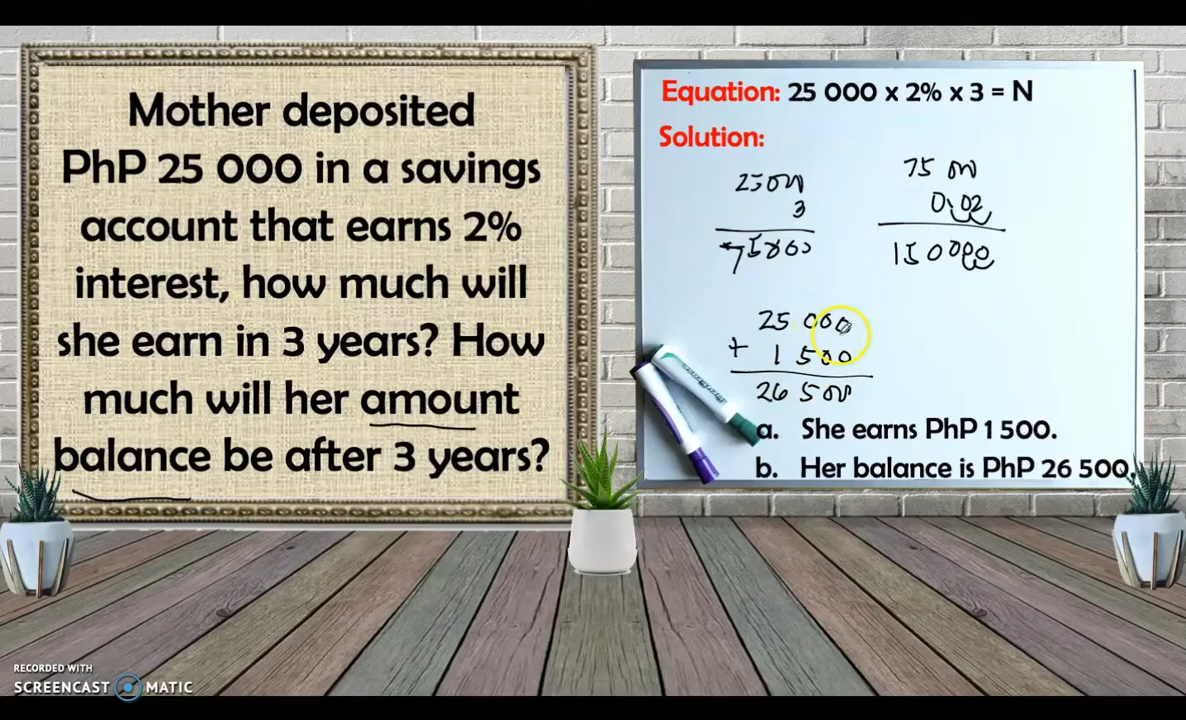 Mother deposited
PhP 25 000 in a savings
account that earns 2%
interest, how much will
she earn in 3 years? How
much will her amount
balance be after 3 years?
Equation: 25 000 x 2% x 3 = N
Solution:
25000
3
75000
75 000
0.02
150000
25 000
+ 1 500
26 500
a. She earns PhP 1 500.
b. Her balance is PhP 26 500.
RECORDED WITH
SCREENCAST MATIC